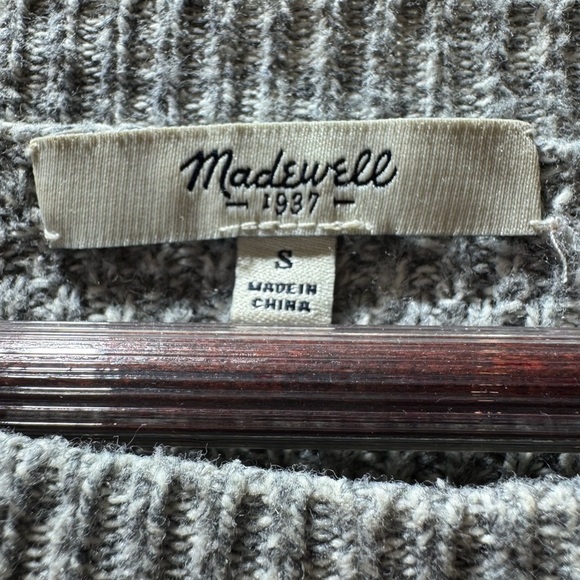 Madewell
— 1937 —
S
MADE IN
CHINA